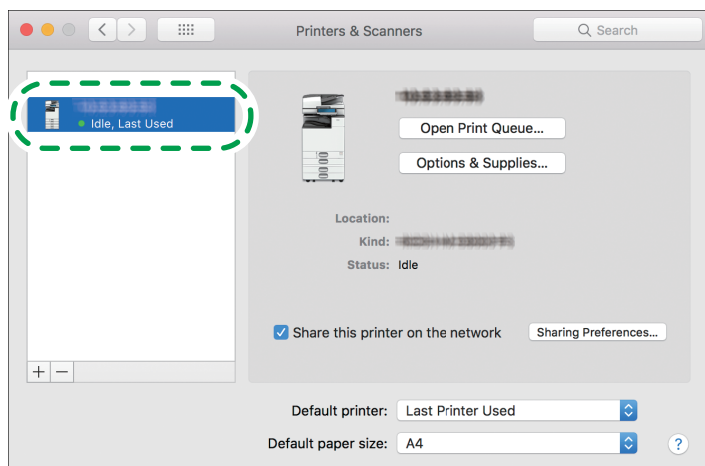 Printers & Scanners
Search
Idle, Last Used
Open Print Queue...
Options & Supplies...
Location:
Kind:
Status: Idle
Share this printer on the network
Sharing Preferences...
+ −
Default printer: Last Printer Used
Default paper size: A4
?